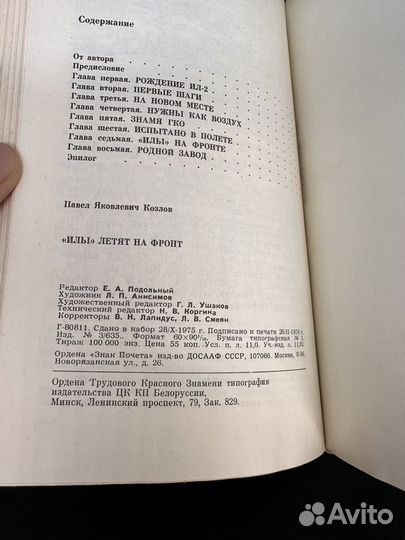 Содержание
От автора . . . . . . . . . .
Предисловие . . . . . . . . . .
Глава первая. РОЖДЕНИЕ ИЛ-2 . . . .
Глава вторая. ПЕРВЫЕ ШАГИ . . . .
Глава третья. НА НОВОМ МЕСТЕ . . .
Глава четвертая. НУЖНЫ КАК ВОЗДУХ
Глава пятая. ЗНАМЯ ГКО . . . . .
Глава шестая. ИСПЫТАНО В ПОЛЕТЕ . .
Глава седьмая. «ИЛЫ» НА ФРОНТЕ . .
Глава восьмая. РОДНОЙ ЗАВОД . . .
Эпилог . . . . . . . . . .
Павел Яковлевич Козлов
«ИЛЫ» ЛЕТЯТ НА ФРОНТ
Редактор Е. А. Подольный
Художник Л. П. Анисимов
Художественный редактор Г. Л. Ушаков
Технический редактор Н. В. Коргина
Корректоры В. Н. Лапидус, Л. В. Смеян
Г-80811. Сдано в набор 28/X-1975 г. Подписано к печати
Изд. № 3/635. Формат 60×90¹/₁₆. Бумага типографская № 1.
Тираж 100 000 экз. Цена 55 коп. Усл. п. л. 11,0. Уч.-изд. л.
Ордена «Знак Почета» изд-во ДОСААФ СССР, 107066, Москва, Б-66,
Новорязанская ул., д. 26.
Ордена Трудового Красного Знамени типография
издательства ЦК КП Белоруссии,
Минск, Ленинский проспект, 79, Зак. 829.
Avito